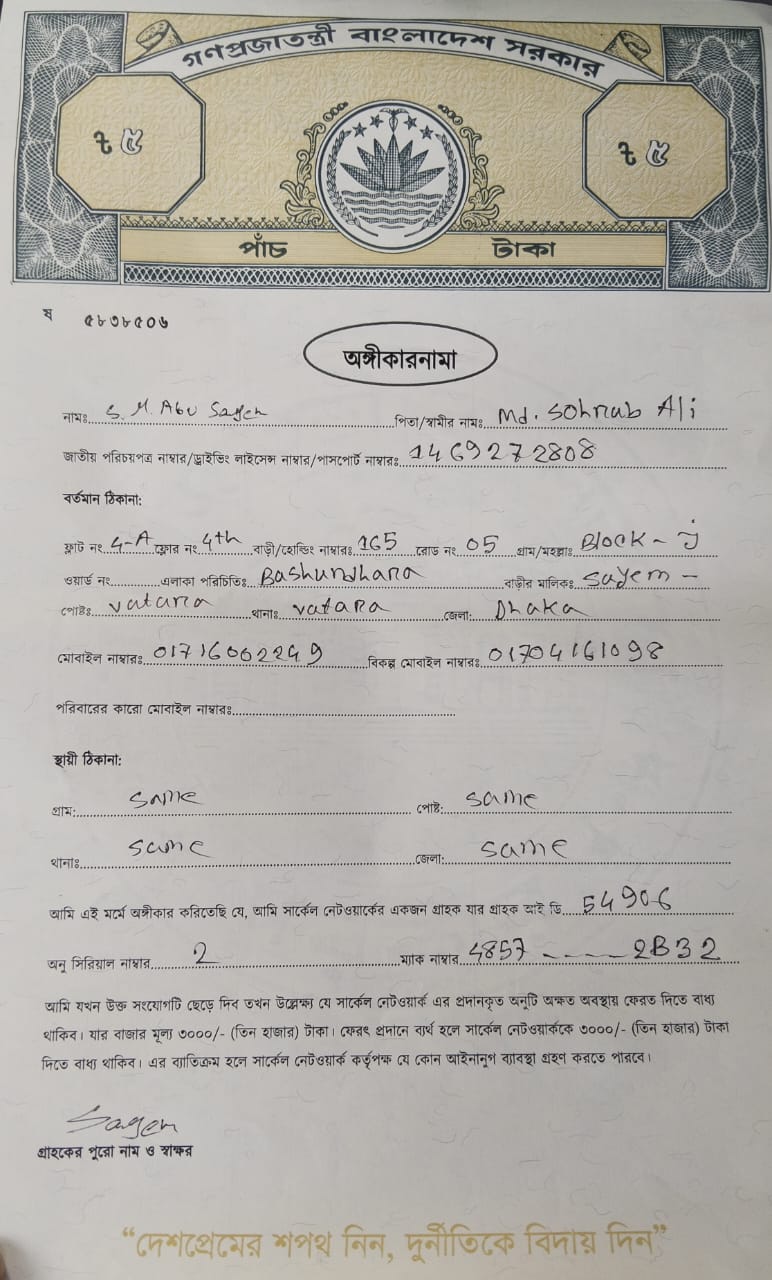 গণপ্রজাতন্ত্রী বাংলাদেশ সরকার
৳ ৫ ৳ ৫
পাঁচ টাকা
ষ ৫৮৩৮৫০৬
অঙ্গীকারনামা
নামঃ S. M. Abu Sayem পিতা/স্বামীর নামঃ Md. Sohrab Ali
জাতীয় পরিচয়পত্র নাম্বার/ড্রাইভিং লাইসেন্স নাম্বার/পাসপোর্ট নাম্বারঃ 1469272808
বর্তমান ঠিকানা:
ফ্লাট নং 4-A ফ্লোর নং 4th বাড়ী/হোল্ডিং নাম্বারঃ 165 রোড নং 05 গ্রাম/মহল্লাঃ Block - J
ওয়ার্ড নং এলাকা পরিচিতিঃ Bashundhara বাড়ীর মালিকঃ Sayem -
পোষ্টঃ vatara থানাঃ vatara জেলা: Dhaka
মোবাইল নাম্বারঃ 01716002249 বিকল্প মোবাইল নাম্বারঃ 01704161098
পরিবারের কারো মোবাইল নাম্বারঃ
স্থায়ী ঠিকানা:
গ্রাম: same পোষ্ট: same
থানাঃ same জেলা: same
আমি এই মর্মে অঙ্গীকার করিতেছি যে, আমি সার্কেল নেটওয়ার্কের একজন গ্রাহক যার গ্রাহক আই ডি 54906
অনু সিরিয়াল নাম্বার 2 ম্যাক নাম্বার 4857 ---- 2B32
আমি যখন উক্ত সংযোগটি ছেড়ে দিব তখন উল্লেক্ষ্য যে সার্কেল নেটওয়ার্ক এর প্রদানকৃত অনুটি অক্ষত অবস্থায় ফেরত দিতে বাধ্য
থাকিব। যার বাজার মূল্য ৩০০০/- (তিন হাজার) টাকা। ফেরৎ প্রদানে ব্যর্থ হলে সার্কেল নেটওয়ার্ককে ৩০০০/- (তিন হাজার) টাকা
দিতে বাধ্য থাকিব। এর ব্যাতিক্রম হলে সার্কেল নেটওয়ার্ক কর্তৃপক্ষ যে কোন আইনানুগ ব্যাবস্থা গ্রহণ করতে পারবে।
Sayem
গ্রাহকের পুরো নাম ও স্বাক্ষর
“দেশপ্রেমের শপথ নিন, দুর্নীতিকে বিদায় দিন”